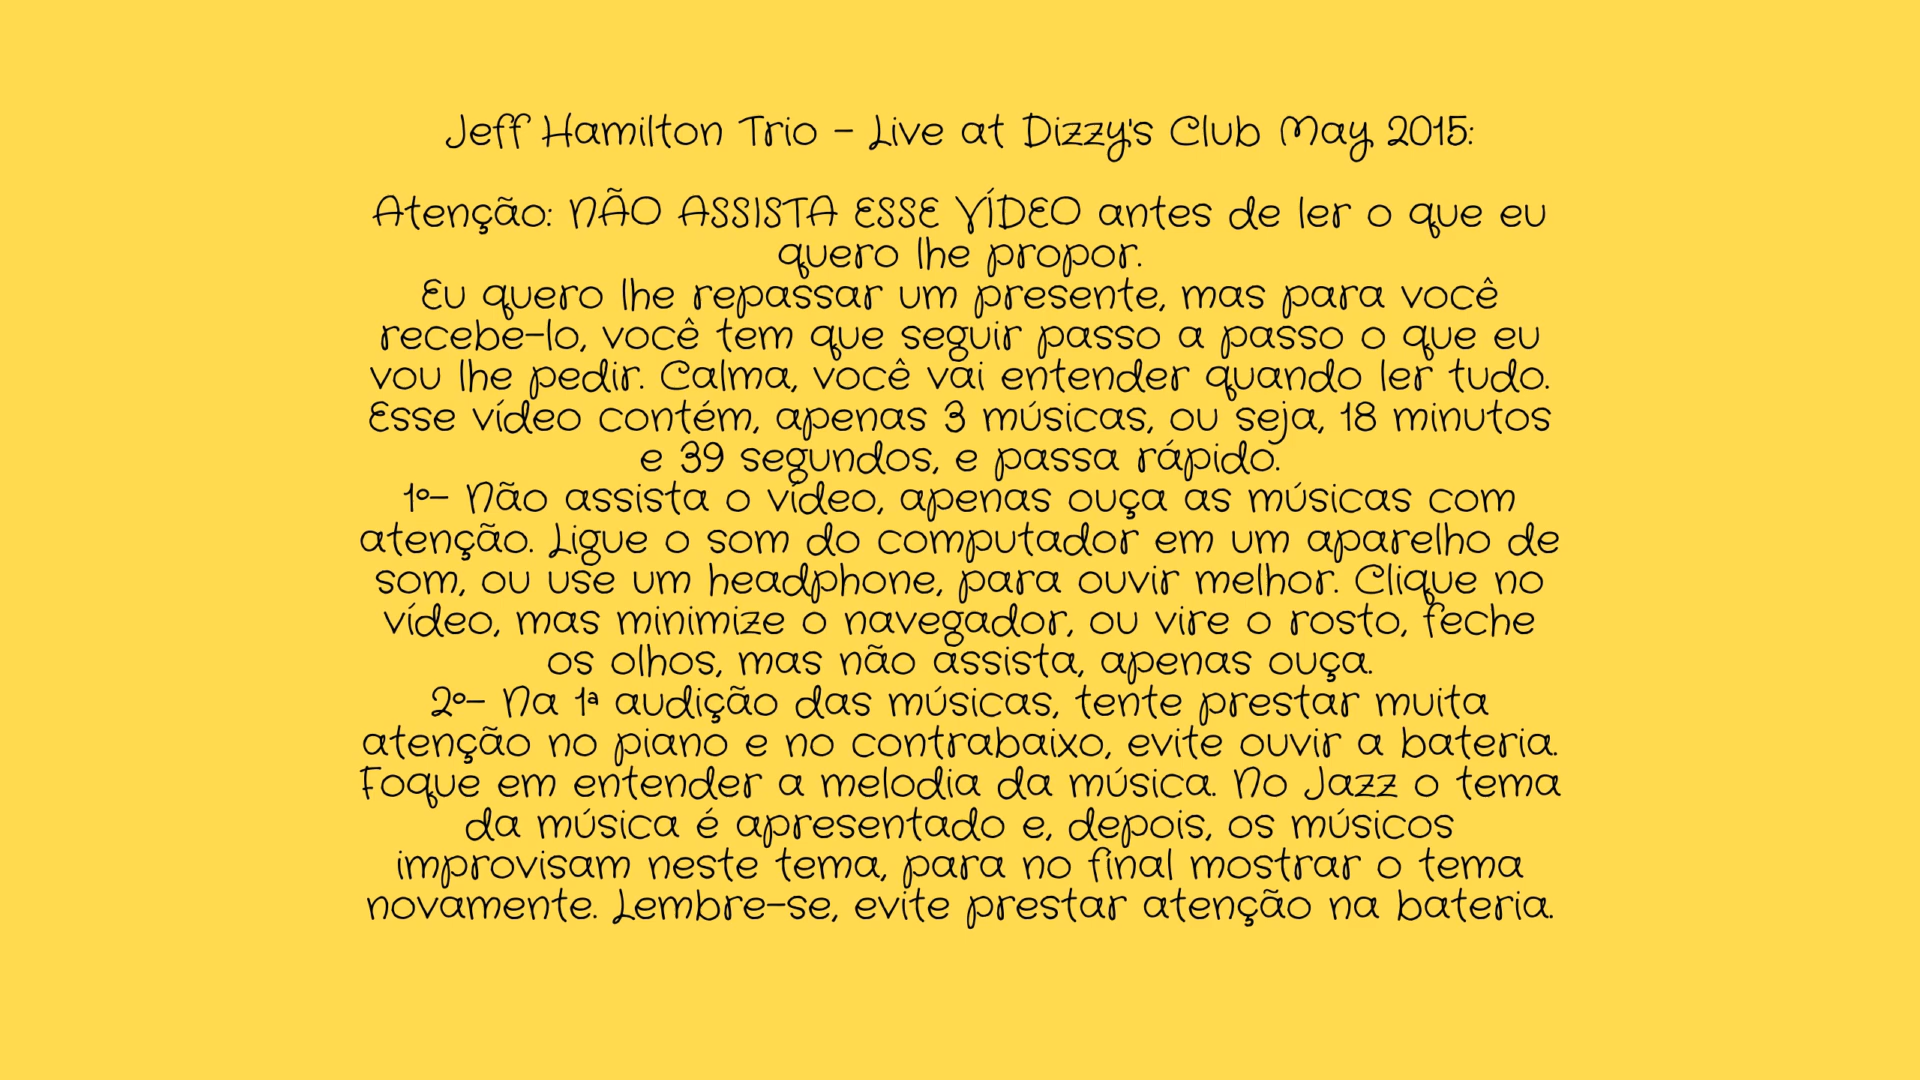 Jeff Hamilton Trio - Live at Dizzy's Club May 2015:
Atenção: NÃO ASSISTA ESSE VÍDEO antes de ler o que eu
quero lhe propor.
Eu quero lhe repassar um presente, mas para você
recebe-lo, você tem que seguir passo a passo o que eu
vou lhe pedir. Calma, você vai entender quando ler tudo.
Esse vídeo contém, apenas 3 músicas, ou seja, 18 minutos
e 39 segundos, e passa rápido.
1º- Não assista o vídeo, apenas ouça as músicas com
atenção. Ligue o som do computador em um aparelho de
som, ou use um headphone, para ouvir melhor. Clique no
vídeo, mas minimize o navegador, ou vire o rosto, feche
os olhos, mas não assista, apenas ouça.
2º- Na 1ª audição das músicas, tente prestar muita
atenção no piano e no contrabaixo, evite ouvir a bateria.
Foque em entender a melodia da música. No Jazz o tema
da música é apresentado e, depois, os músicos
improvisam neste tema, para no final mostrar o tema
novamente. Lembre-se, evite prestar atenção na bateria.